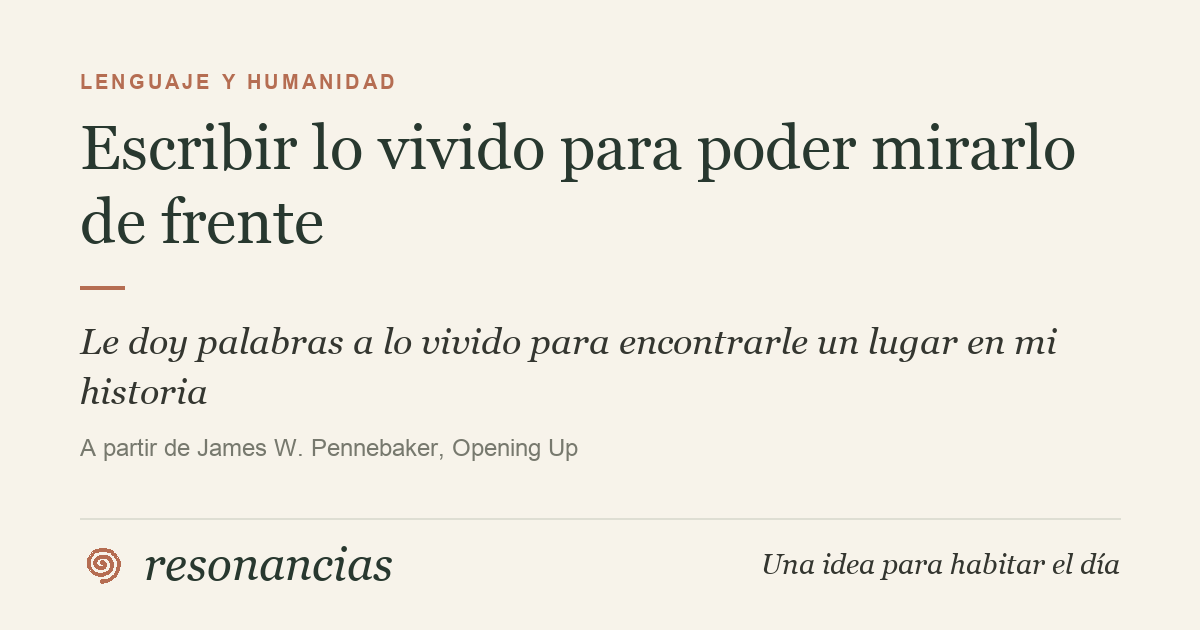 LENGUAJE Y HUMANIDAD
Escribir lo vivido para poder mirarlo
de frente
Le doy palabras a lo vivido para encontrarle un lugar en mi
historia
A partir de James W. Pennebaker, Opening Up
resonancias
Una idea para habitar el día